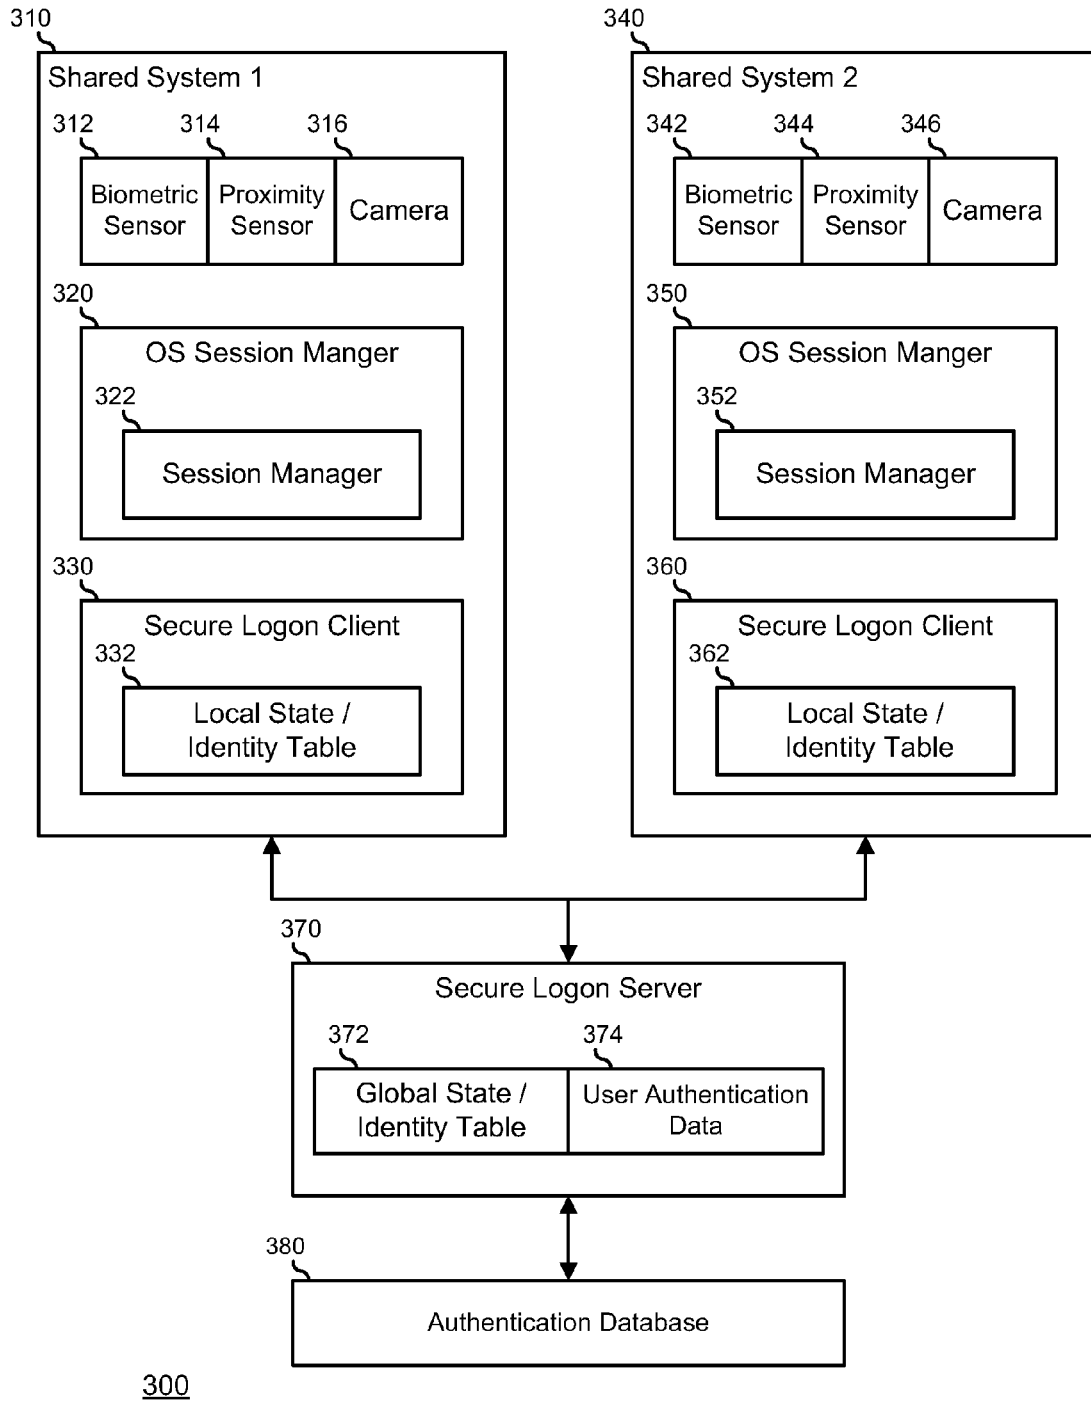 310
Shared System 1
312
314
316
Biometric
Sensor
Proximity
Sensor
Camera
320
OS Session Manger
322
Session Manager
330
Secure Logon Client
332
Local State /
Identity Table
340
Shared System 2
342
344
346
Biometric
Sensor
Proximity
Sensor
Camera
350
OS Session Manger
352
Session Manager
360
Secure Logon Client
362
Local State /
Identity Table
370
Secure Logon Server
372
374
Global State /
Identity Table
User Authentication
Data
380
Authentication Database
300